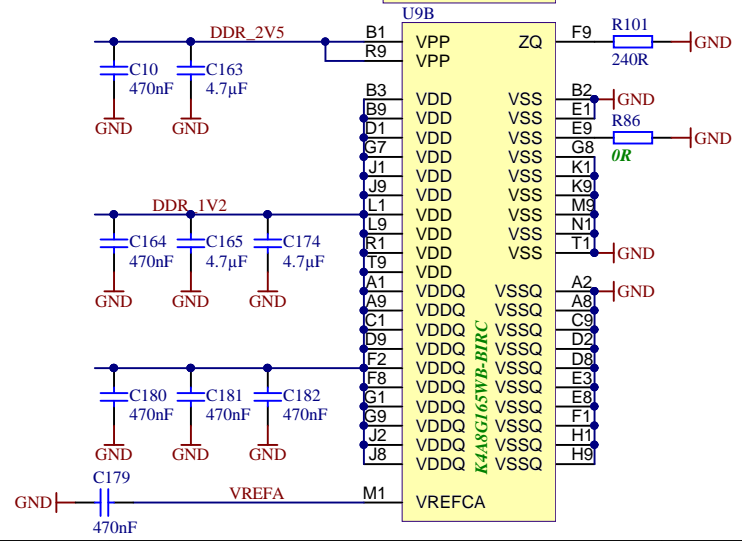 U9B
DDR_2V5 B1 VPP ZQ F9 R101 GND
R9 VPP 240R
C10 C163
470nF 4.7µF
GND GND
B3 VDD VSS B2 GND
B9 VDD VSS E1 R86
D1 VDD VSS E9 GND
G7 VDD VSS G8 0R
J1 VDD VSS K1
J9 VDD VSS K9
DDR_1V2 L1 VDD VSS M9
L9 VDD VSS N1
R1 VDD VSS T1 GND
T9 VDD
C164 C165 C174
470nF 4.7µF 4.7µF
GND GND GND
A1 VDDQ VSSQ A2 GND
A9 VDDQ VSSQ A8
C1 VDDQ VSSQ C9
D9 VDDQ VSSQ D2
F2 VDDQ VSSQ D8
F8 VDDQ VSSQ E3
G1 VDDQ VSSQ E8
G9 VDDQ VSSQ F1
J2 VDDQ VSSQ H1
J8 VDDQ VSSQ H9
K4A8G165WB-BIRC
C180 C181 C182
470nF 470nF 470nF
GND GND GND
C179
GND VREFA M1 VREFCA
470nF